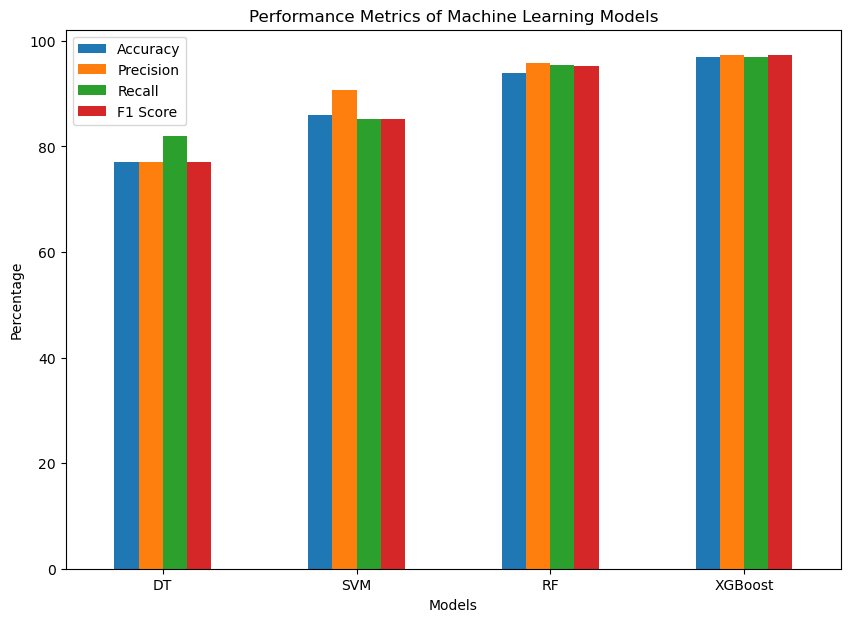 Performance Metrics of Machine Learning Models
Accuracy
Precision
Recall
F1 Score
100
80
60
40
20
0
Percentage
DT SVM RF XGBoost
Models